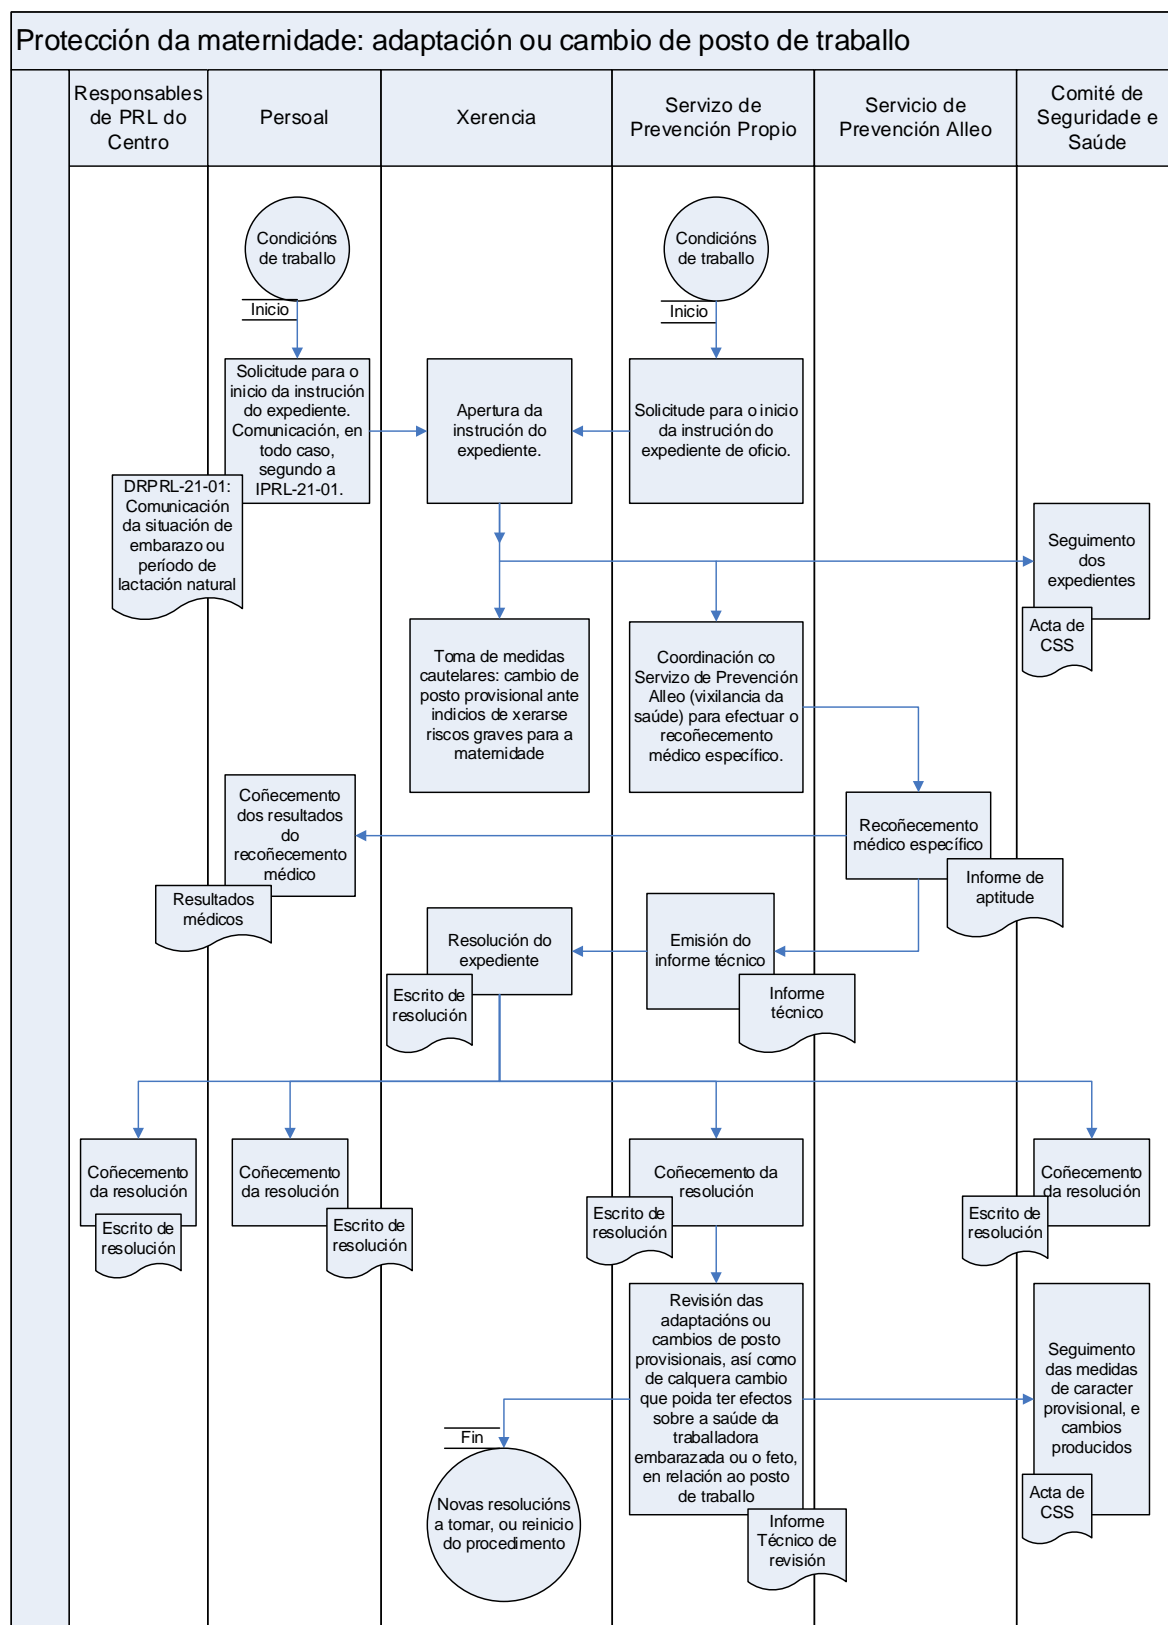 Protección da maternidade: adaptación ou cambio de posto de traballo
Responsables
de PRL do
Centro
Persoal
Xerencia
Servizo de
Prevención Propio
Servicio de
Prevención Alleo
Comité de
Seguridade e
Saúde
Condicións
de traballo
Condicións
de traballo
Inicio
Inicio
Solicitude para o
inicio da instrución
do expediente.
Comunicación, en
todo caso,
segundo a
IPRL-21-01.
Apertura da
instrución do
expediente.
Solicitude para o inicio
da instrución do
expediente de oficio.
DRPRL-21-01:
Comunicación
da situación de
embarazo ou
período de
lactación natural
Seguimento
dos
expedientes
Acta de
CSS
Toma de medidas
cautelares: cambio de
posto provisional ante
indicios de xerarse
riscos graves para a
maternidade
Coordinación co
Servizo de Prevención
Alleo (vixilancia da
saúde) para efectuar o
recoñecemento
médico específico.
Coñecemento
dos resultados
do
recoñecemento
médico
Resultados
médicos
Recoñecemento
médico específico
Informe de
aptitude
Resolución do
expediente
Escrito de
resolución
Emisión do
informe técnico
Informe
técnico
Coñecemento
da resolución
Escrito de
resolución
Coñecemento
da resolución
Escrito de
resolución
Coñecemento da
resolución
Escrito de
resolución
Coñecemento
da resolución
Escrito de
resolución
Revisión das
adaptacións ou
cambios de posto
provisionais, así como
de calquera cambio
que poida ter efectos
sobre a saúde da
traballadora
embarazada ou o feto,
en relación ao posto
de traballo
Informe
Técnico de
revisión
Seguimento
das medidas
de caracter
provisional, e
cambios
producidos
Acta de
CSS
Fin
Novas resolucións
a tomar, ou reinicio
do procedimento